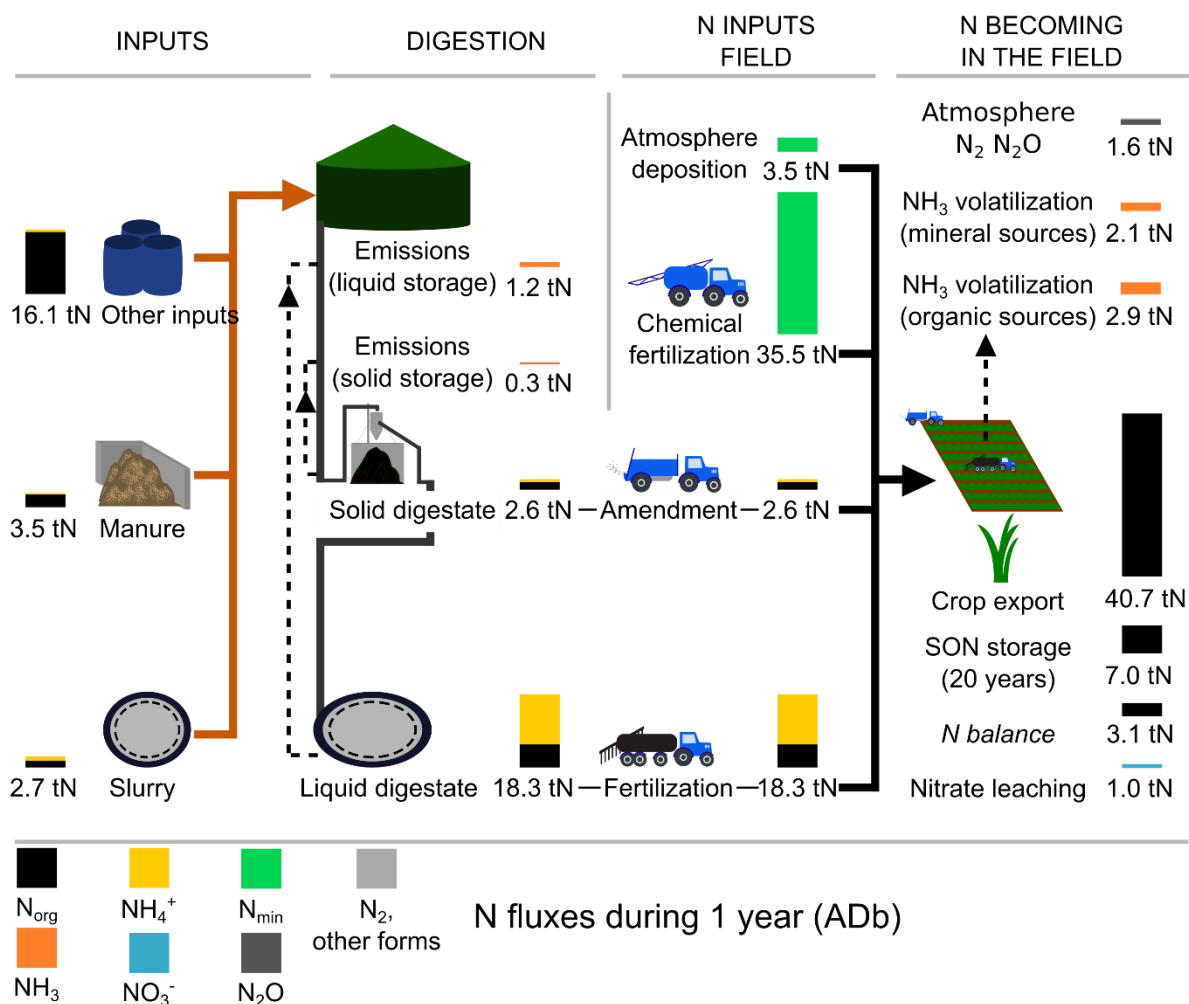 INPUTS
DIGESTION
N INPUTS
FIELD
N BECOMING
IN THE FIELD
16.1 tN
Other inputs
3.5 tN
Manure
2.7 tN
Slurry
Emissions
(liquid storage)
1.2 tN
Emissions
(solid storage)
0.3 tN
Solid digestate
2.6 tN
Liquid digestate
18.3 tN
Atmosphere
deposition
3.5 tN
Chemical
fertilization
35.5 tN
Amendment
2.6 tN
Fertilization
18.3 tN
Atmosphere
N₂ N₂O
1.6 tN
NH₃ volatilization
(mineral sources)
2.1 tN
NH₃ volatilization
(organic sources)
2.9 tN
Crop export
40.7 tN
SON storage
(20 years)
7.0 tN
N balance
3.1 tN
Nitrate leaching
1.0 tN
Norg
NH₄⁺
Nmin
N₂,
other forms
NH₃
NO₃⁻
N₂O
N fluxes during 1 year (ADb)